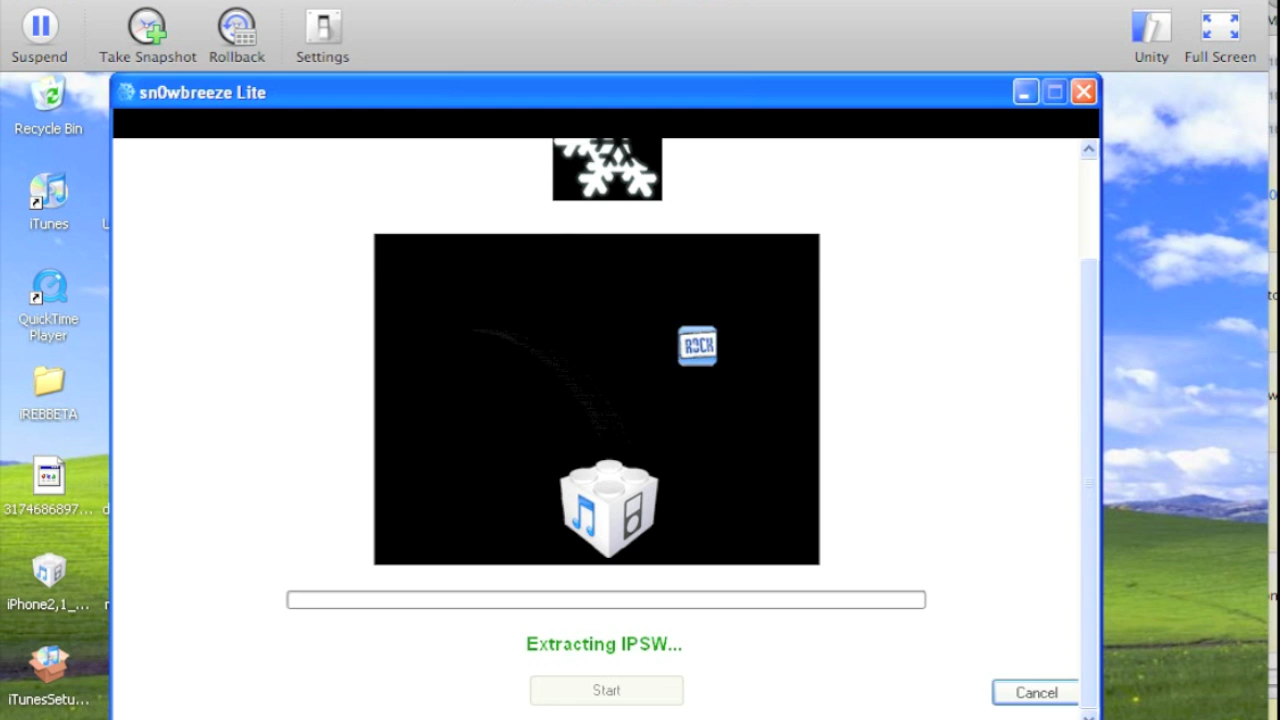 Suspend
Take Snapshot
Rollback
Settings
Unity
Full Screen
sn0wbreeze Lite
Recycle Bin
iTunes
QuickTime
Player
iREBBETA
3174686897...
iPhone2,1_...
iTunesSetu...
ROCK
Extracting IPSW...
Start
Cancel